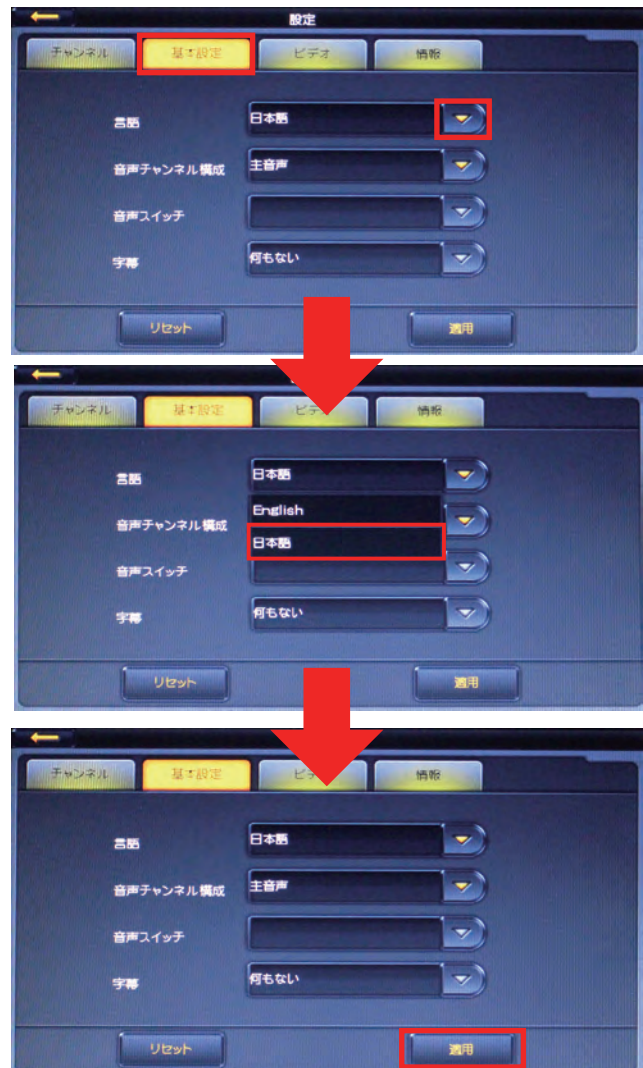 設定
チャンネル 基本設定 ビデオ 情報
言語 日本語
音声チャンネル構成 主音声
音声スイッチ
字幕 何もない
リセット 適用
チャンネル 基本設定 ビデオ 情報
言語 日本語
English
音声チャンネル構成
日本語
音声スイッチ
字幕 何もない
リセット 適用
チャンネル 基本設定 ビデオ 情報
言語 日本語
音声チャンネル構成 主音声
音声スイッチ
字幕 何もない
リセット 適用